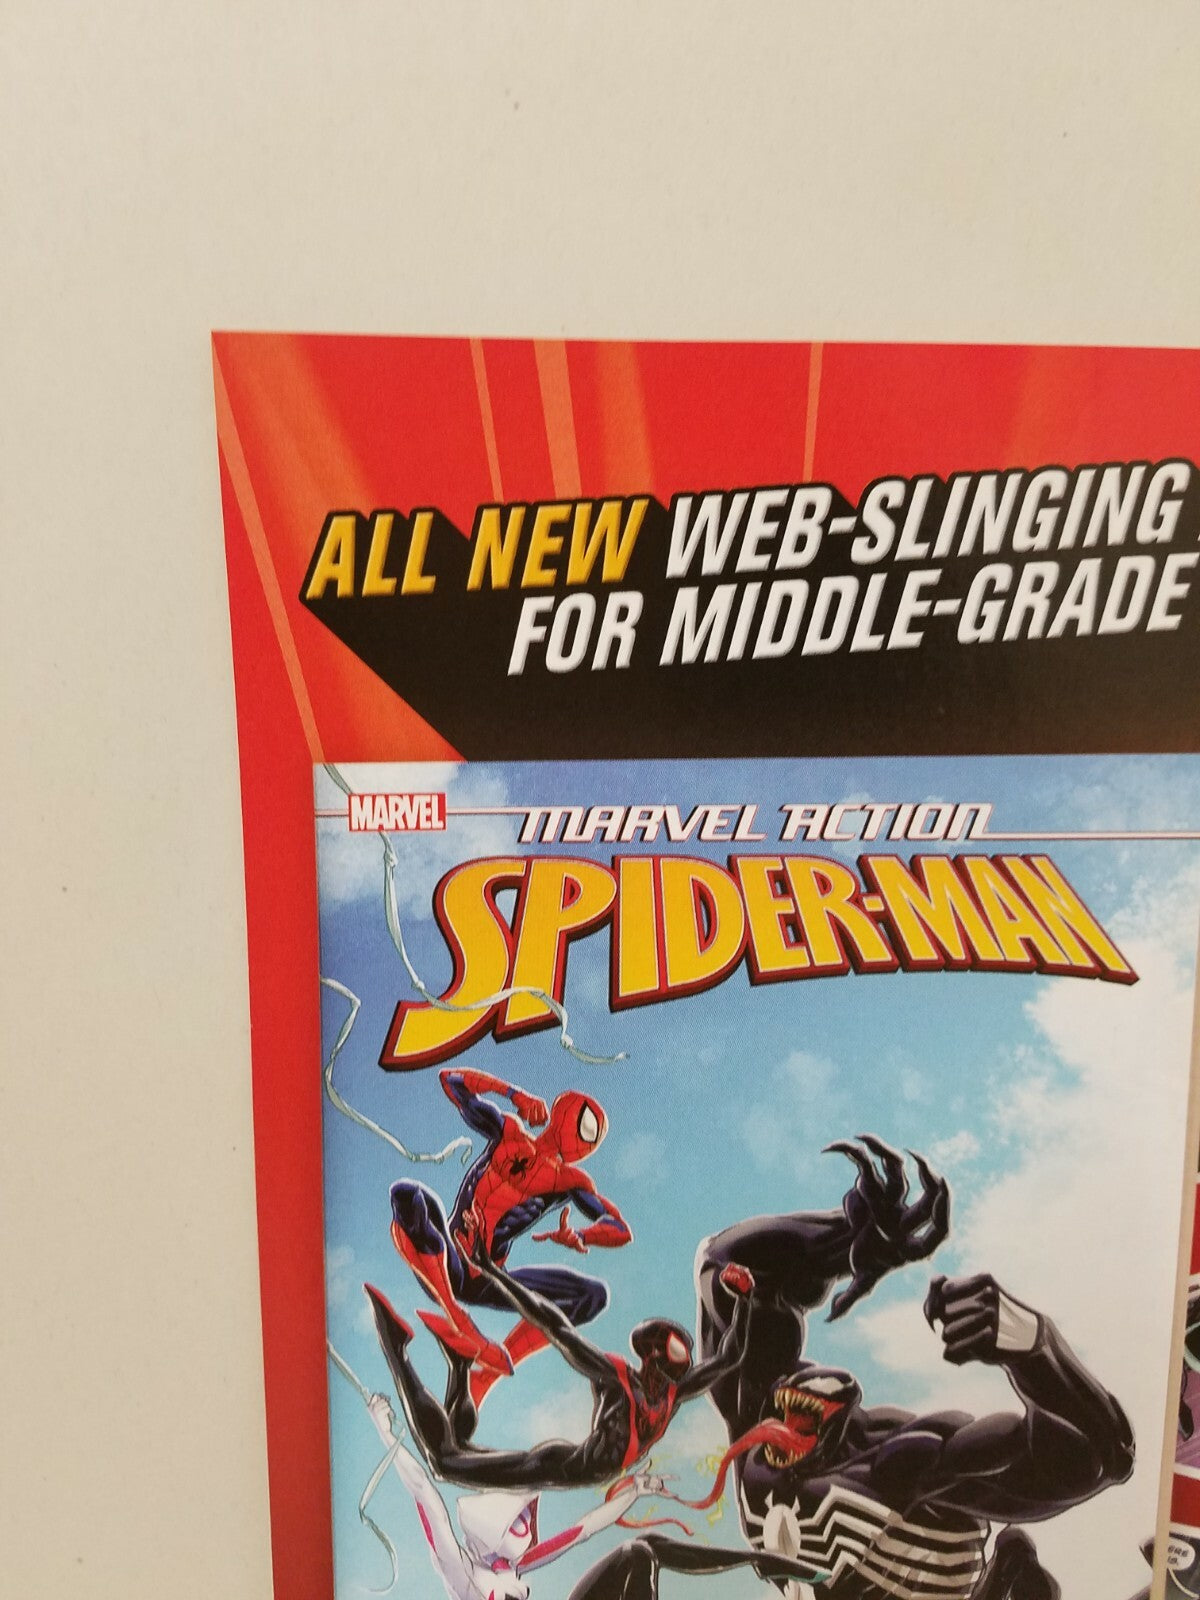 ALL NEW WEB-SLINGING
FOR MIDDLE-GRADE
MARVEL
MARVEL ACTION
SPIDER-MAN